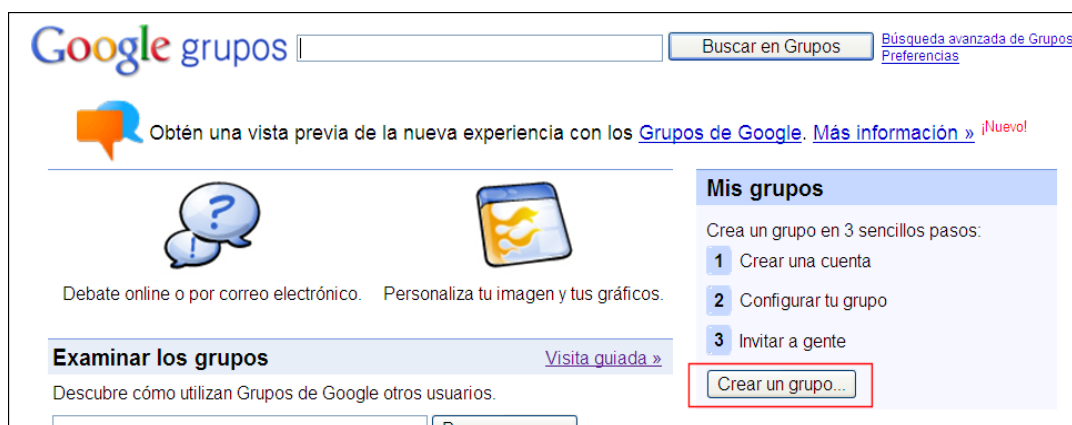 Google grupos
Buscar en Grupos
Búsqueda avanzada de Grupos
Preferencias
Obtén una vista previa de la nueva experiencia con los Grupos de Google. Más información » ¡Nuevo!
Debate online o por correo electrónico.
Personaliza tu imagen y tus gráficos.
Examinar los grupos
Visita guiada »
Descubre cómo utilizan Grupos de Google otros usuarios.
Mis grupos
Crea un grupo en 3 sencillos pasos:
1 Crear una cuenta
2 Configurar tu grupo
3 Invitar a gente
Crear un grupo...